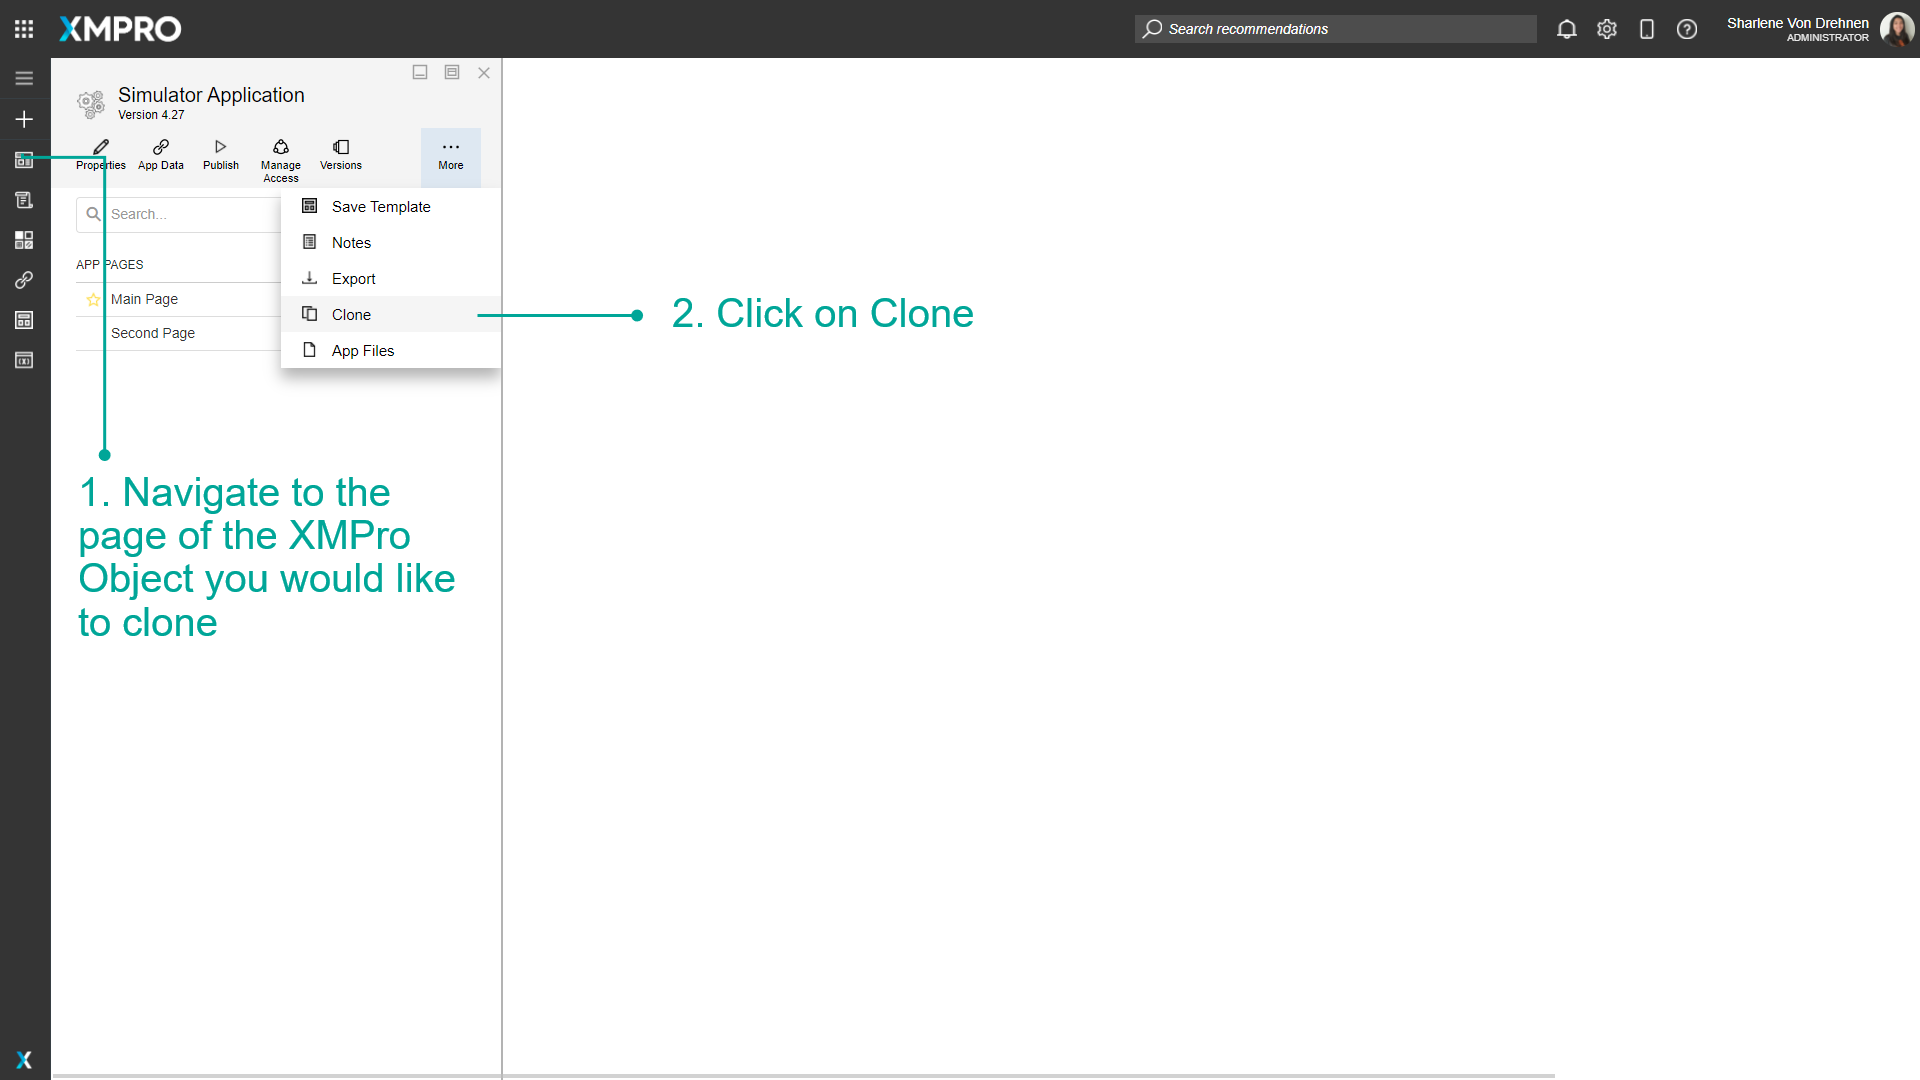 XMPRO
Search recommendations
Sharlene Von Drehnen
ADMINISTRATOR
Simulator Application
Version 4.27
Properties
App Data
Publish
Manage
Access
Versions
More
Search...
Save Template
Notes
Export
Clone
App Files
APP PAGES
Main Page
Second Page
2. Click on Clone
1. Navigate to the
page of the XMPro
Object you would like
to clone